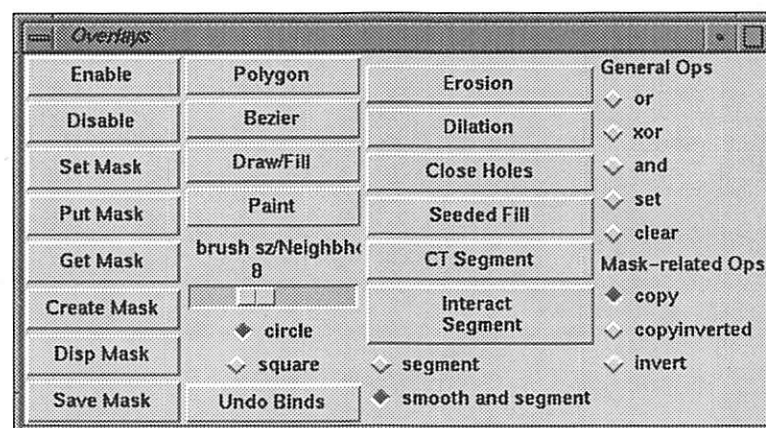 Overlays
Enable
Disable
Set Mask
Put Mask
Get Mask
Create Mask
Disp Mask
Save Mask
Polygon
Bezier
Draw/Fill
Paint
brush sz/Neighbho
8
circle
square
Undo Binds
Erosion
Dilation
Close Holes
Seeded Fill
CT Segment
Interact
Segment
segment
smooth and segment
General Ops
or
xor
and
set
clear
Mask-related Ops
copy
copyinverted
invert